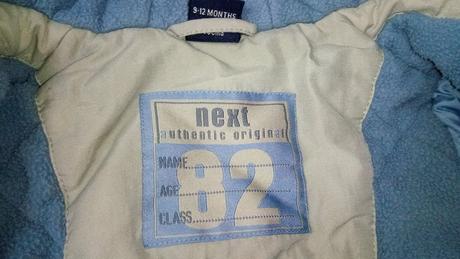 9-12 MONTHS
next
authentic original
82
NAME
AGE
CLASS